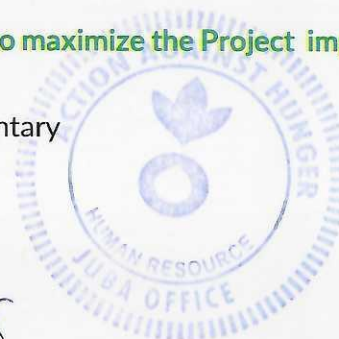 o maximize the Project im
ntary
ACTION AGAINST HUNGER
HUMAN RESOURCE
JUBA OFFICE